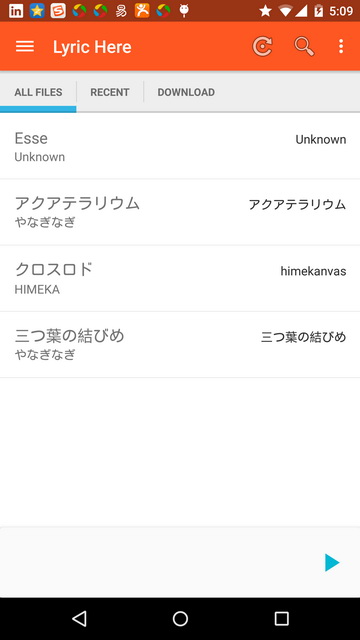 5:09
Lyric Here
ALL FILES RECENT DOWNLOAD
Esse Unknown
Unknown
アクアテラリウム アクアテラリウム
やなぎなぎ
クロスロド himekanvas
HIMEKA
三つ葉の結びめ 三つ葉の結びめ
やなぎなぎ